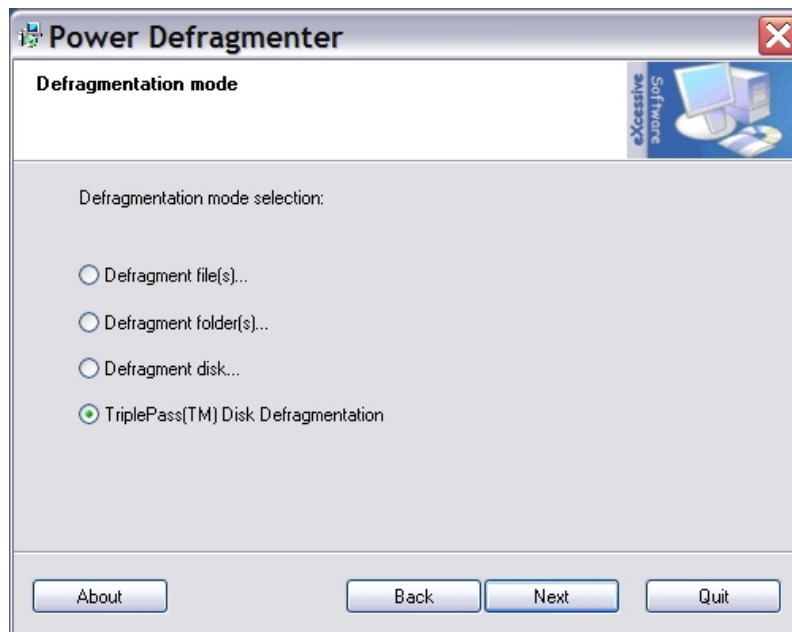 Power Defragmenter
Defragmentation mode
eXcessive
Software
Defragmentation mode selection:
Defragment file(s)...
Defragment folder(s)...
Defragment disk...
TriplePass(TM) Disk Defragmentation
About
Back
Next
Quit